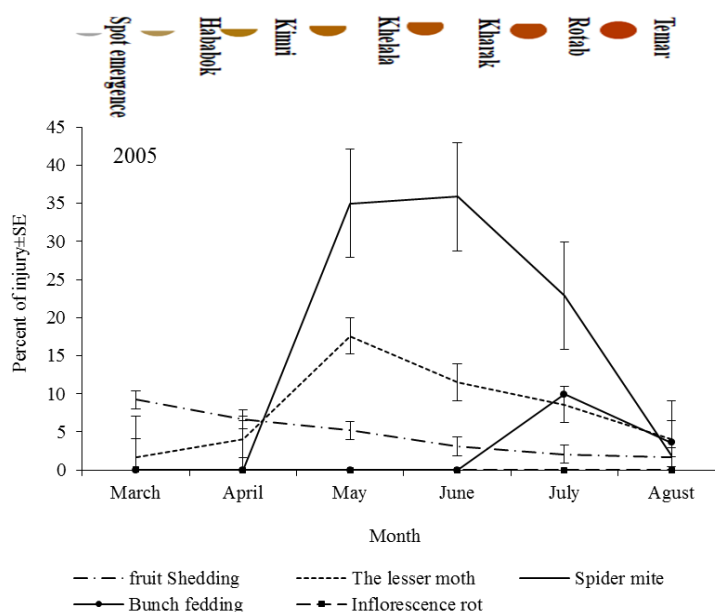 Spot emergence
Hababok
Kimri
Khelala
Kharak
Rotab
Temar
45
40
35
30
25
20
15
10
5
0
2005
Percent of injury±SE
March April May June July Agust
Month
fruit Shedding The lesser moth Spider mite
Bunch fedding Inflorescence rot